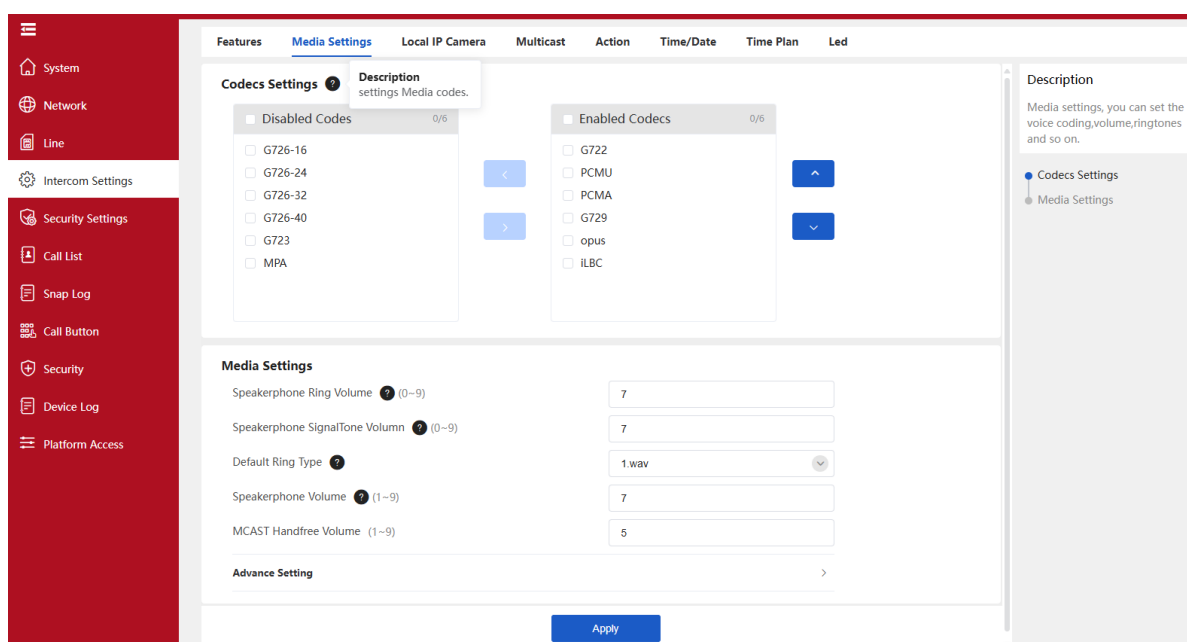 Features Media Settings Local IP Camera Multicast Action Time/Date Time Plan Led
System
Network
Line
Intercom Settings
Security Settings
Call List
Snap Log
Call Button
Security
Device Log
Platform Access
Codecs Settings ?
Description
settings Media codes.
Disabled Codes 0/6
G726-16
G726-24
G726-32
G726-40
G723
MPA
Enabled Codecs 0/6
G722
PCMU
PCMA
G729
opus
iLBC
Media Settings
Speakerphone Ring Volume ? (0~9) 7
Speakerphone SignalTone Volumn ? (0~9) 7
Default Ring Type ? 1.wav
Speakerphone Volume ? (1~9) 7
MCAST Handfree Volume (1~9) 5
Advance Setting
Apply
Description
Media settings, you can set the
voice coding,volume,ringtones
and so on.
Codecs Settings
Media Settings